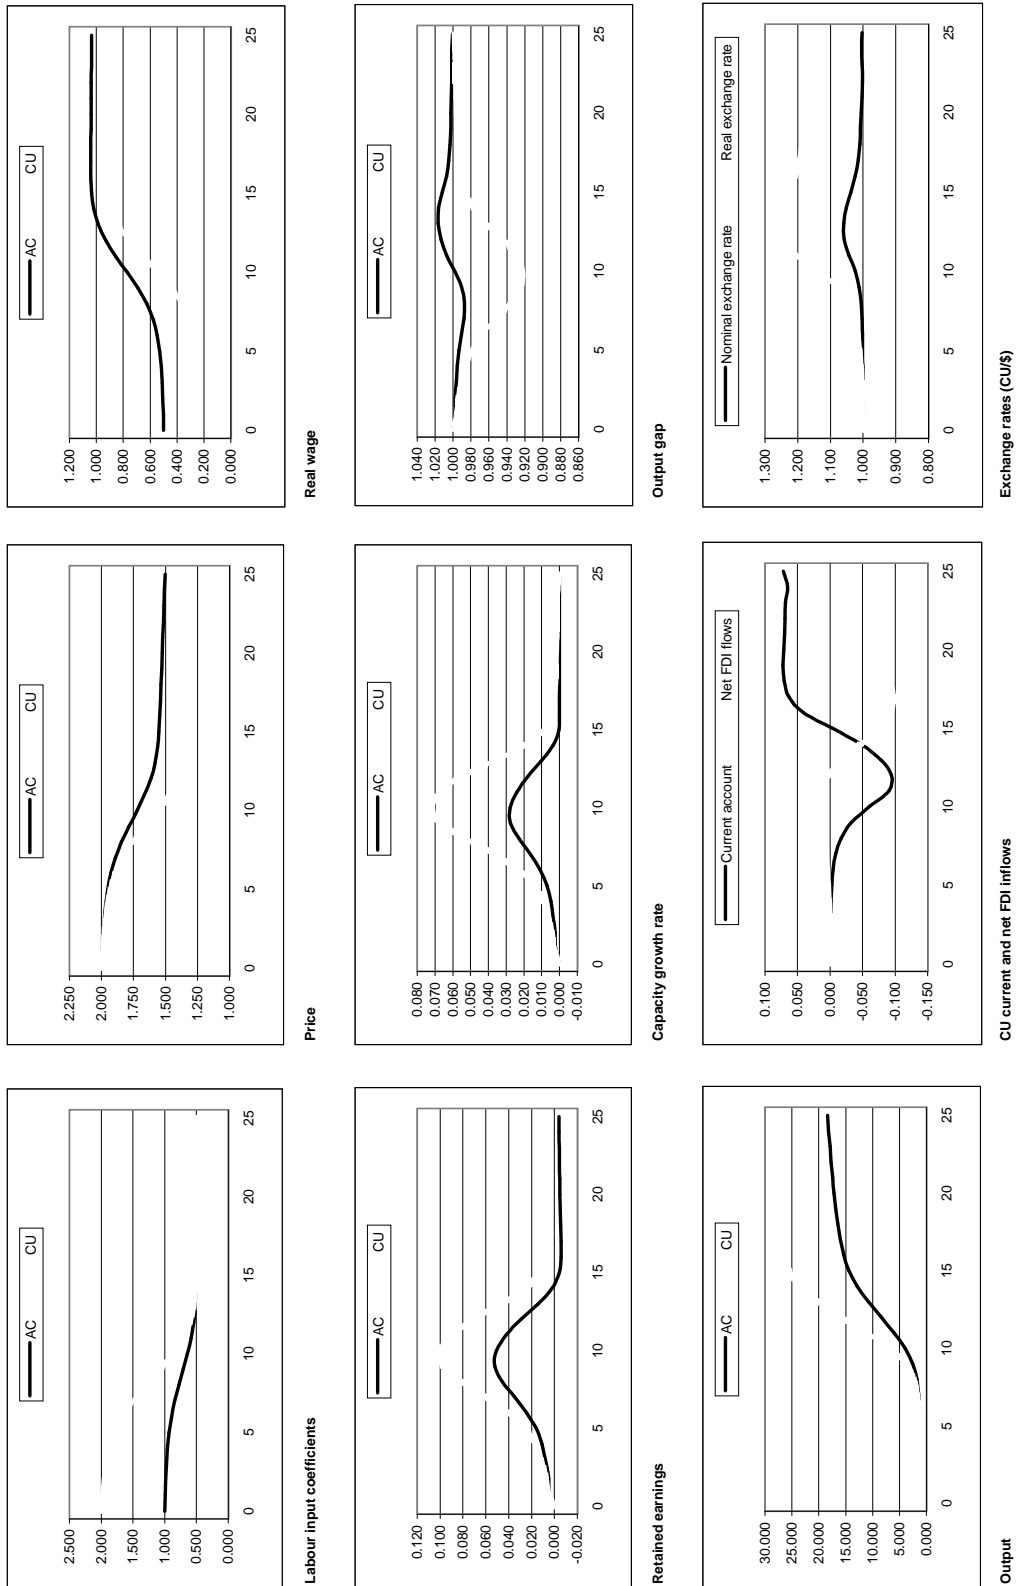 AC CU
2.500
2.000
1.500
1.000
0.500
0.000
0 5 10 15 20 25
Labour input coefficients
AC CU
2.250
2.000
1.750
1.500
1.250
1.000
0 5 10 15 20 25
Price
AC CU
1.200
1.000
0.800
0.600
0.400
0.200
0.000
0 5 10 15 20 25
Real wage
AC CU
0.120
0.100
0.080
0.060
0.040
0.020
0.000
-0.020
0 5 10 15 20 25
Retained earnings
AC CU
0.080
0.070
0.060
0.050
0.040
0.030
0.020
0.010
0.000
-0.010
0 5 10 15 20 25
Capacity growth rate
AC CU
1.040
1.020
1.000
0.980
0.960
0.940
0.920
0.900
0.880
0.860
0 5 10 15 20 25
Output gap
AC CU
30.000
25.000
20.000
15.000
10.000
5.000
0.000
0 5 10 15 20 25
Output
Current account Net FDI flows
0.100
0.050
0.000
-0.050
-0.100
-0.150
0 5 10 15 20 25
CU current and net FDI inflows
Nominal exchange rate Real exchange rate
1.300
1.200
1.100
1.000
0.900
0.800
0 5 10 15 20 25
Exchange rates (CU/$)